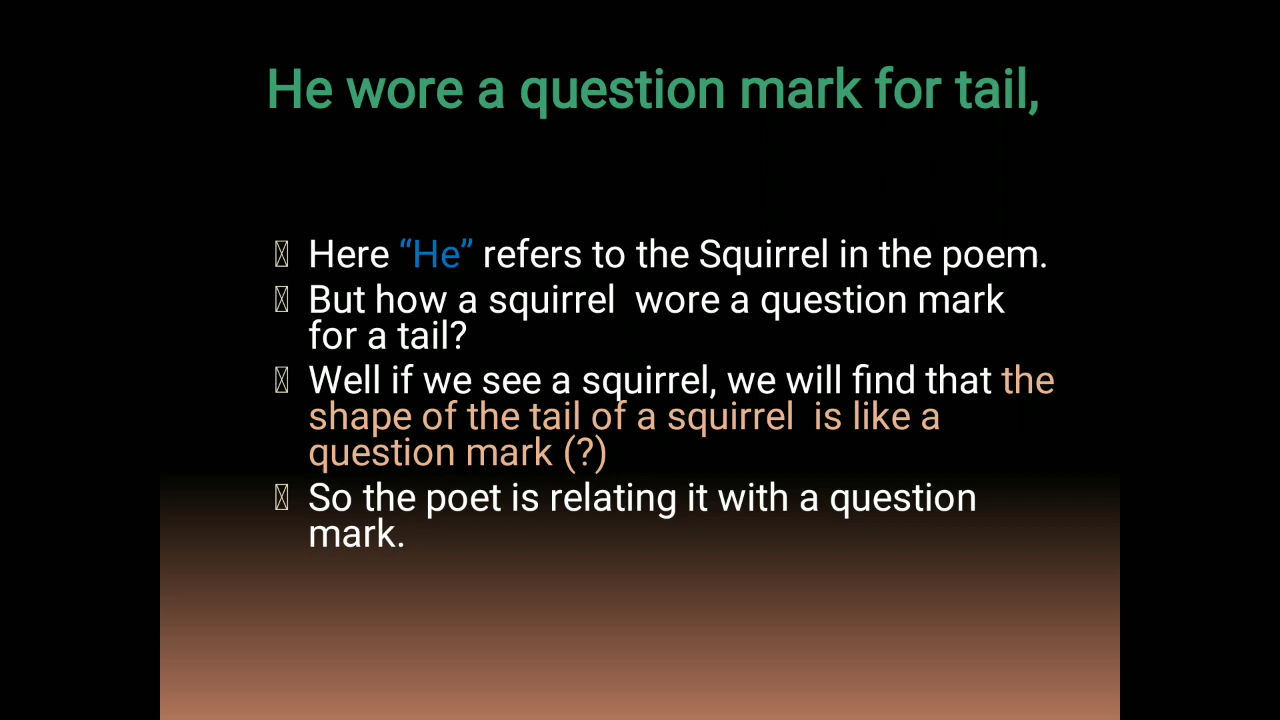 He wore a question mark for tail,
Here “He” refers to the Squirrel in the poem.
But how a squirrel wore a question mark
for a tail?
Well if we see a squirrel, we will find that the
shape of the tail of a squirrel is like a
question mark (?)
So the poet is relating it with a question
mark.